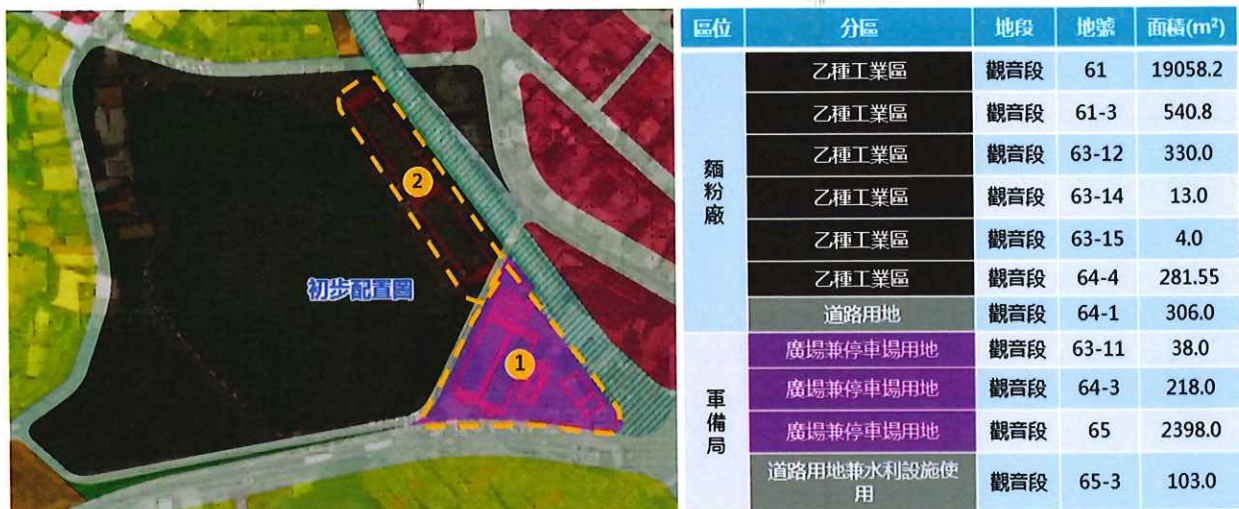 2
初步配置圖
1
區位 分區 地段 地號 面積(m²)
麵粉廠
乙種工業區 觀音段 61 19058.2
乙種工業區 觀音段 61-3 540.8
乙種工業區 觀音段 63-12 330.0
乙種工業區 觀音段 63-14 13.0
乙種工業區 觀音段 63-15 4.0
乙種工業區 觀音段 64-4 281.55
道路用地 觀音段 64-1 306.0
軍備局
廣場兼停車場用地 觀音段 63-11 38.0
廣場兼停車場用地 觀音段 64-3 218.0
廣場兼停車場用地 觀音段 65 2398.0
道路用地兼水利設施使
用 觀音段 65-3 103.0